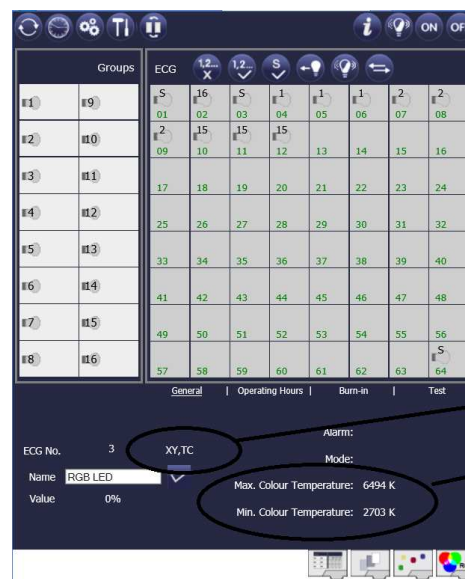 i ON OF
Groups ECG 1,2... X 1,2... S
1 9 S 16 S 1 1 1 2 2
01 02 03 04 05 06 07 08
2 10 2 15 15 15
09 10 11 12 13 14 15 16
3 11
17 18 19 20 21 22 23 24
4 12
25 26 27 28 29 30 31 32
5 13
33 34 35 36 37 38 39 40
6 14
41 42 43 44 45 46 47 48
7 15
49 50 51 52 53 54 55 56
8 16 S
57 58 59 60 61 62 63 64
General | Operating Hours | Burn-in | Test
Alarm:
ECG No. 3 XY,TC
Mode:
Name RGB LED
Max. Colour Temperature: 6494 K
Value 0%
Min. Colour Temperature: 2703 K